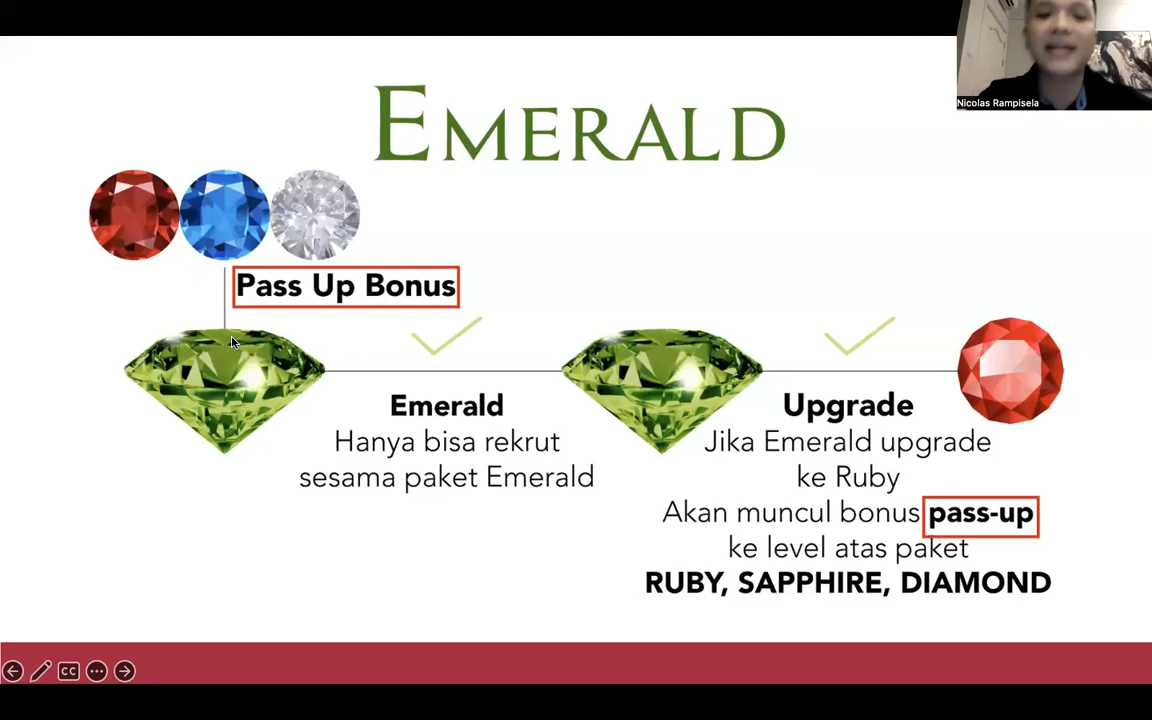 Nicolas Rampisela
EMERALD
Pass Up Bonus
Emerald
Hanya bisa rekrut
sesama paket Emerald
Upgrade
Jika Emerald upgrade
ke Ruby
Akan muncul bonus pass-up
ke level atas paket
RUBY, SAPPHIRE, DIAMOND
CC